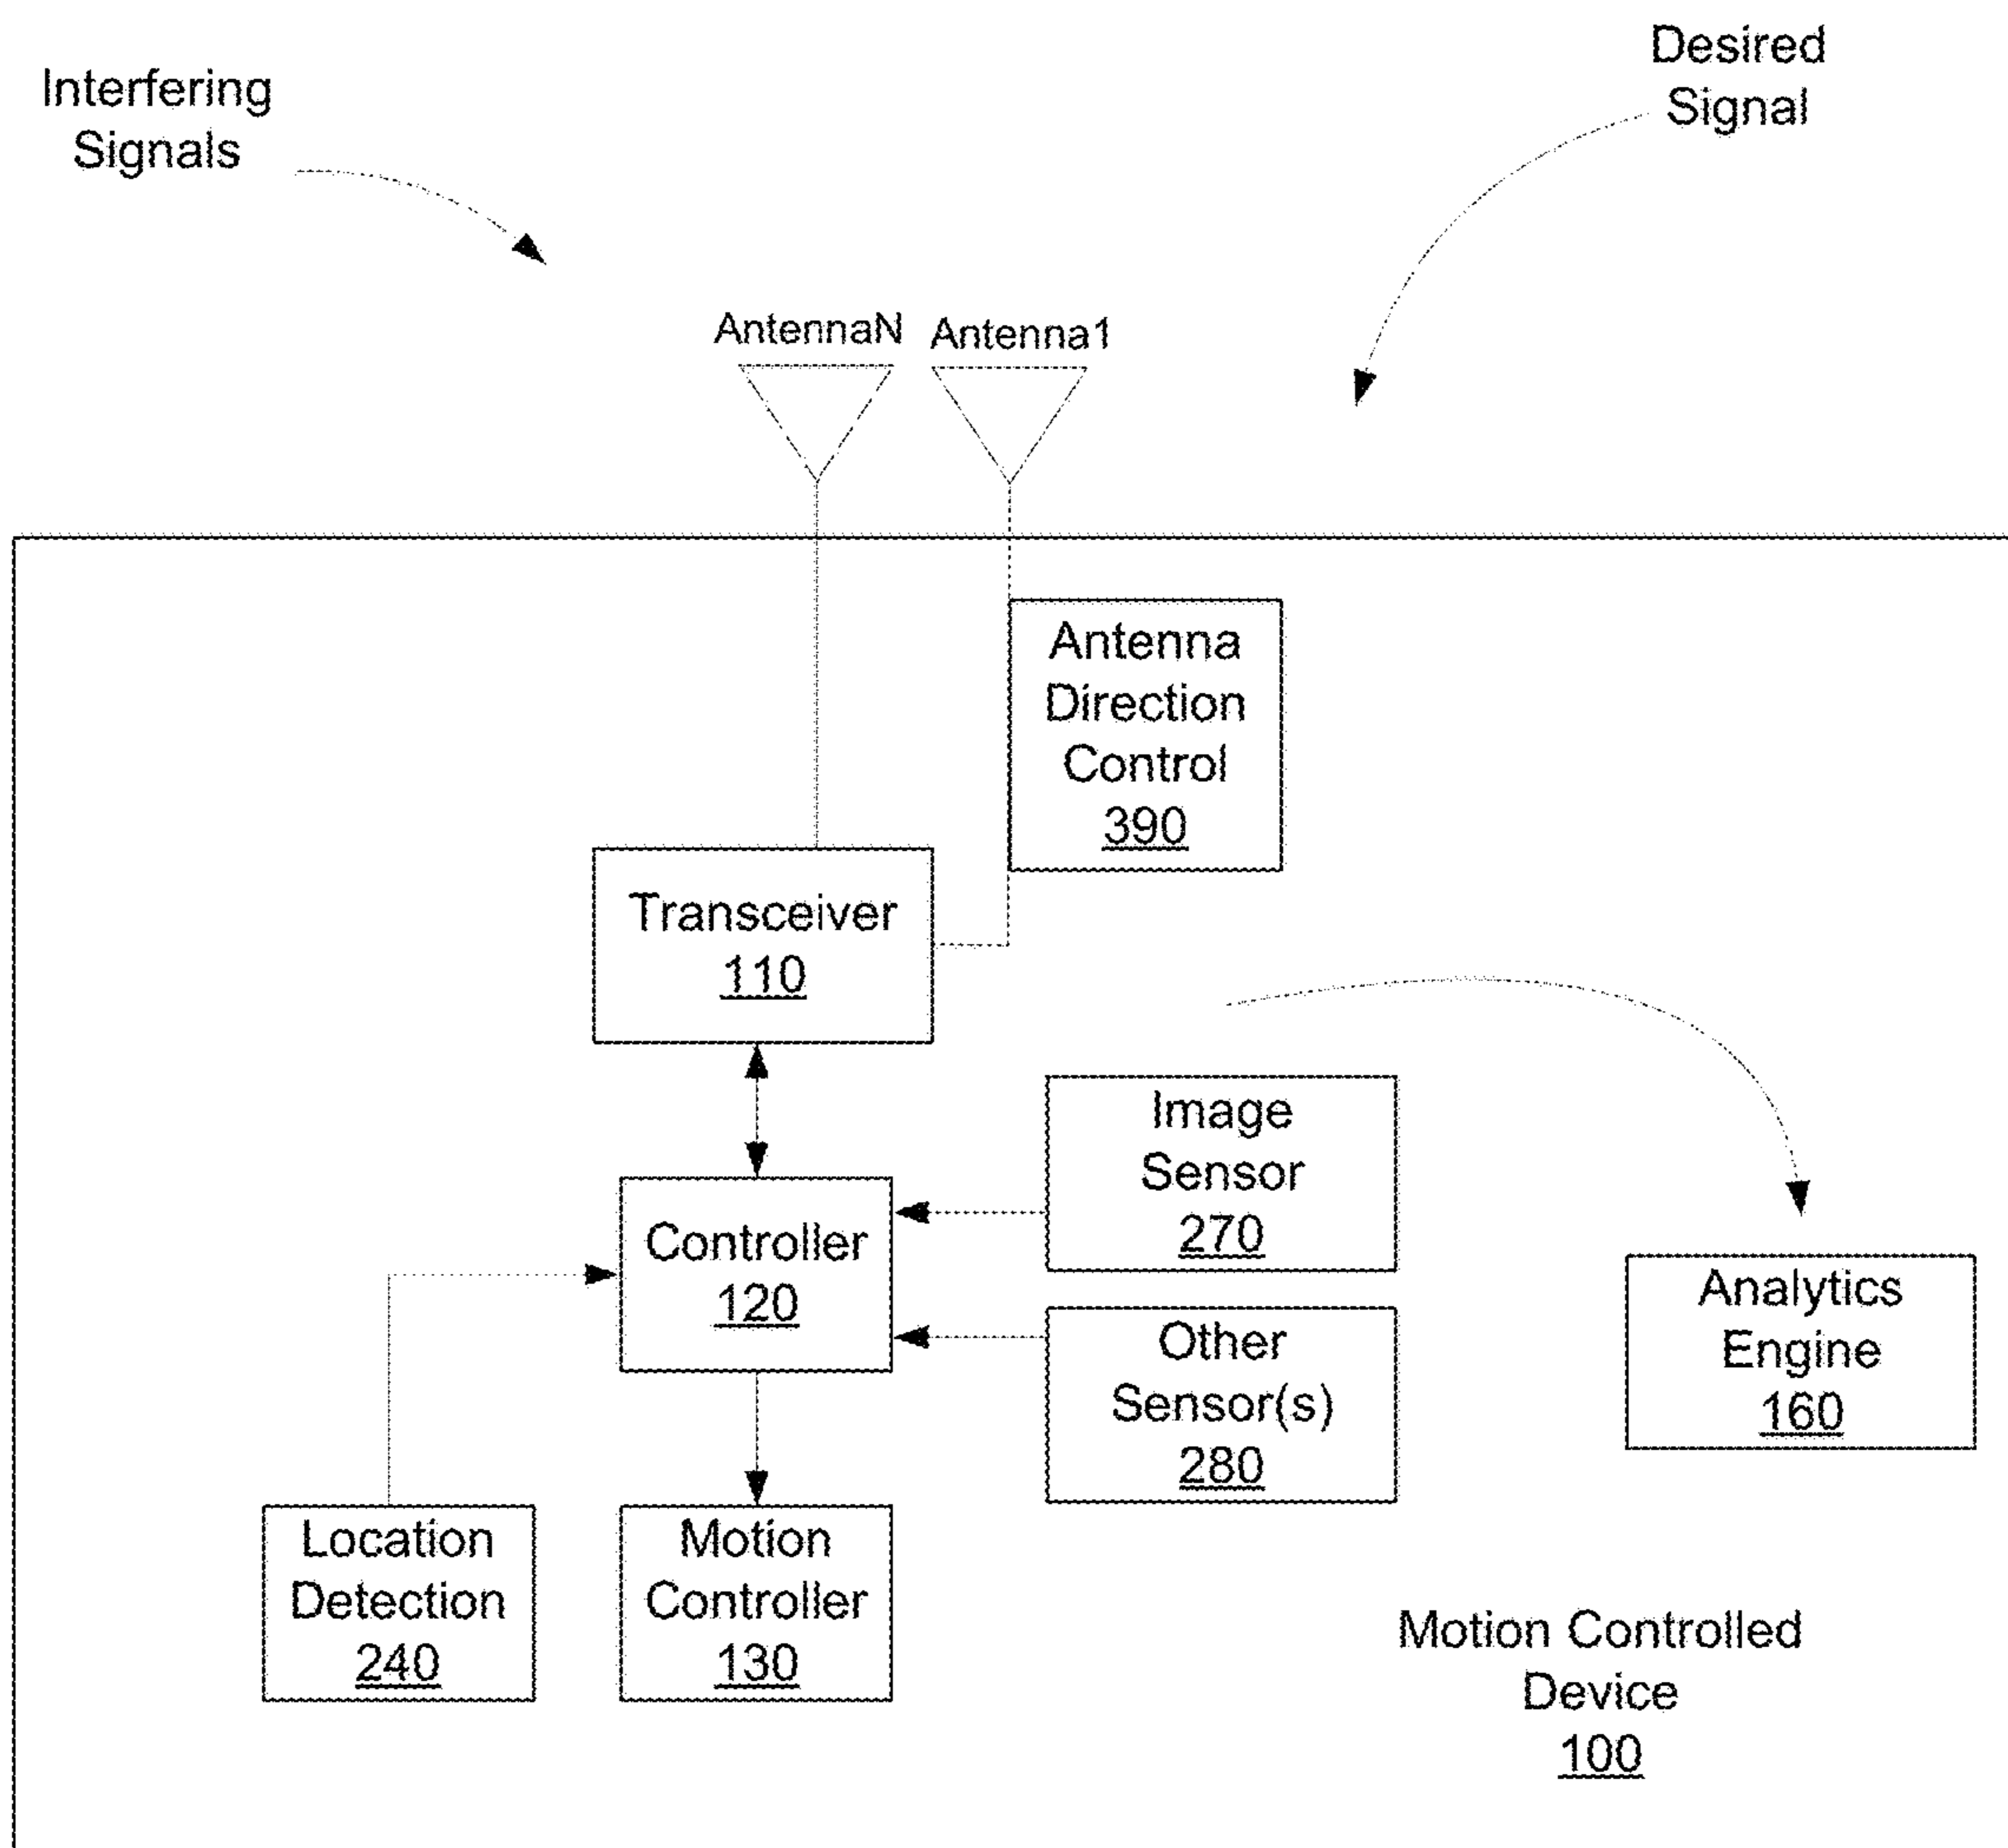 Desired
Signal
Interfering
Signals
AntennaN
Antenna1
Antenna
Direction
Control
390
Transceiver
110
Image
Sensor
270
Controller
120
Analytics
Engine
160
Other
Sensor(s)
280
Location
Detection
240
Motion
Controller
130
Motion Controlled
Device
100